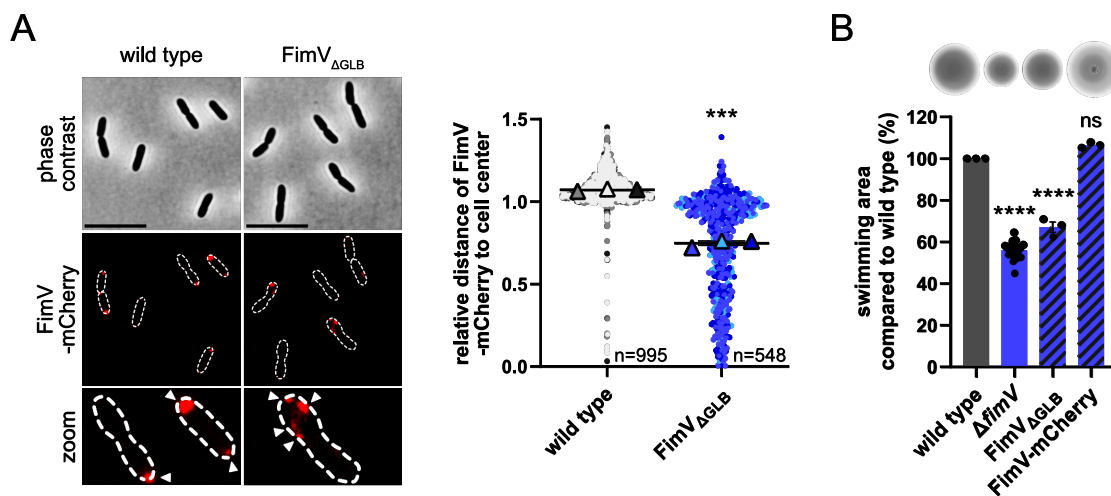 A
wild type
FimVΔGLB
phase
contrast
FimV
-mCherry
zoom
relative distance of FimV
-mCherry to cell center
1.5
1.0
0.5
0.0
***
n=995
n=548
wild type
FimVΔGLB
B
swimming area
compared to wild type (%)
120
100
80
60
40
20
0
****
****
ns
wild type
ΔfimV
FimVΔGLB
FimV-mCherry